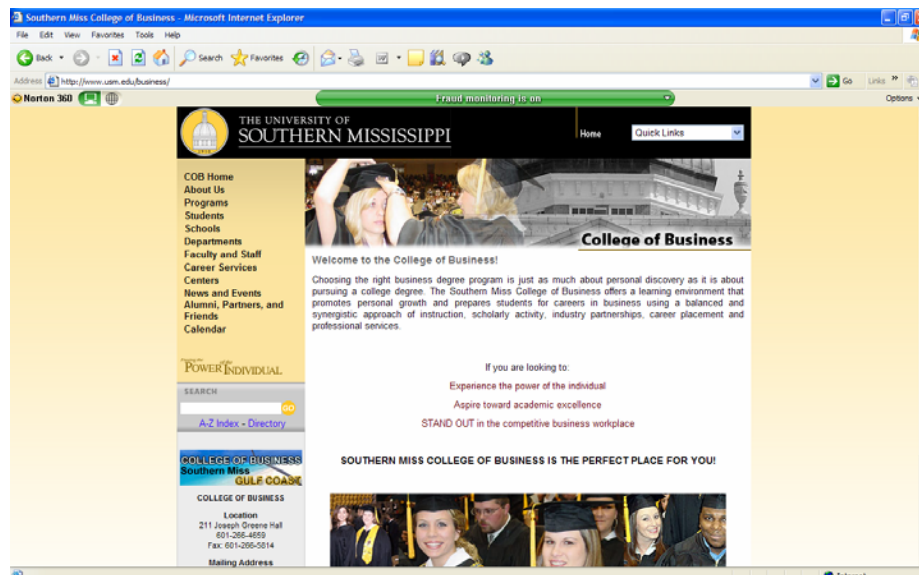 Southern Miss College of Business - Microsoft Internet Explorer
File Edit View Favorites Tools Help
Back Search Favorites
Address http://www.usm.edu/business/ Go Links »
Norton 360 Fraud monitoring is on Options
THE UNIVERSITY OF
SOUTHERN MISSISSIPPI
Home Quick Links
COB Home
About Us
Programs
Students
Schools
Departments
Faculty and Staff
Career Services
Centers
News and Events
Alumni, Partners, and
Friends
Calendar
POWER of the INDIVIDUAL
SEARCH
GO
A-Z Index - Directory
COLLEGE OF BUSINESS
Southern Miss
GULF COAST
COLLEGE OF BUSINESS
Location
211 Joseph Greene Hall
601-266-4659
Fax: 601-266-5814
Mailing Address
College of Business
Welcome to the College of Business!
Choosing the right business degree program is just as much about personal discovery as it is about
pursuing a college degree. The Southern Miss College of Business offers a learning environment that
promotes personal growth and prepares students for careers in business using a balanced and
synergistic approach of instruction, scholarly activity, industry partnerships, career placement and
professional services.
If you are looking to:
Experience the power of the individual
Aspire toward academic excellence
STAND OUT in the competitive business workplace
SOUTHERN MISS COLLEGE OF BUSINESS IS THE PERFECT PLACE FOR YOU!